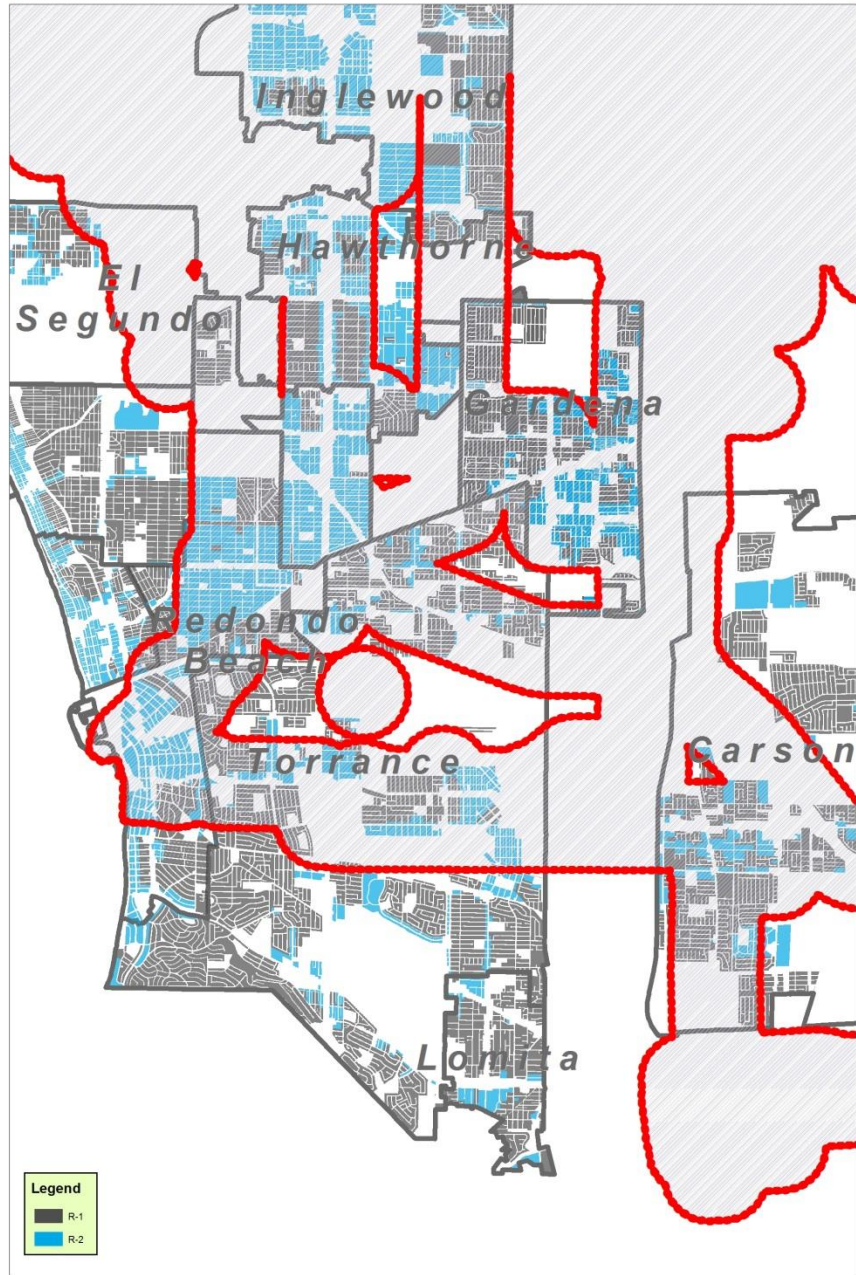 Inglewood
Hawthorne
El
Segundo
Gardena
Redondo
Beach
Torrance
Carson
Lomita
Legend
R-1
R-2